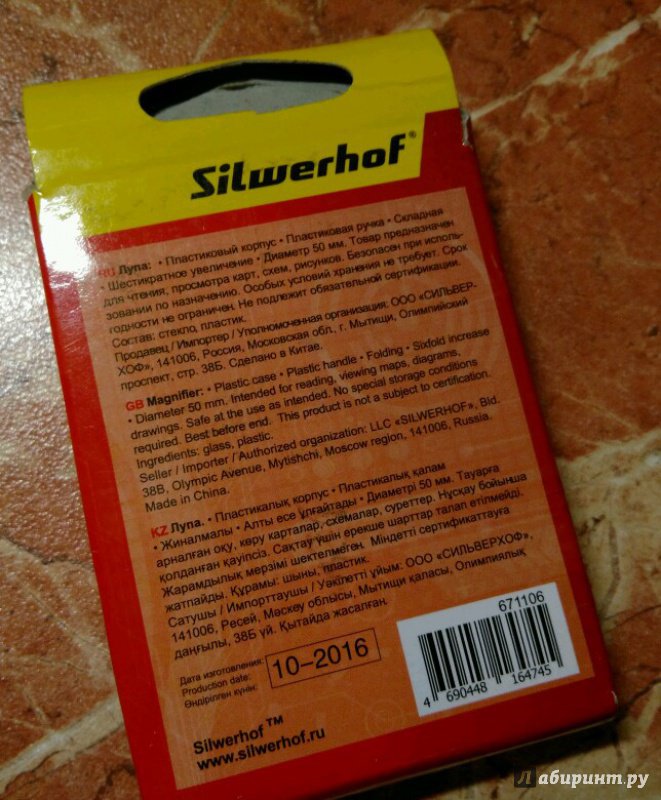 Silwerhof®
RU Лупа: • Пластиковый корпус • Пластиковая ручка • Складная
• Шестикратное увеличение • Диаметр 50 мм. Товар предназначен
для чтения, просмотра карт, схем, рисунков. Безопасен при исполь-
зовании по назначению. Особых условий хранения не требует. Срок
годности не ограничен. Не подлежит обязательной сертификации.
Состав: стекло, пластик.
Продавец / Импортер / Уполномоченная организация: ООО «СИЛЬВЕР-
ХОФ», 141006, Россия, Московская обл., г. Мытищи, Олимпийский
проспект, стр. 38Б. Сделано в Китае.
GB Magnifier: • Plastic case • Plastic handle • Folding • Sixfold increase
• Diameter 50 mm. Intended for reading, viewing maps, diagrams,
drawings. Safe at the use as intended. No special storage conditions
required. Best before end. This product is not a subject to certification.
Ingredients: glass, plastic.
Seller / Importer / Authorized organization: LLC «SILWERHOF», Bld.
38B, Olympic Avenue, Mytishchi, Moscow region, 141006, Russia.
Made in China.
KZ Лупа. • Пластикалық корпус • Пластикалық қалам
• Жиналмалы • Алты есе ұлғайтады • Диаметрі 50 мм. Тауарға
арналған оқу, көру карталар, схемалар, суреттер. Нұсқау бойынша
қолданған қауіпсіз. Сақтау үшін ерекше шарттар талап етілмейді.
Жарамдылық мерзімі шектелмеген. Міндетті сертификаттауға
жатпайды. Құрамы: шыны, пластик.
Сатушы / Импорттаушы / Уәкілетті ұйым: ООО «СИЛЬВЕРХОФ»,
141006, Ресей, Мәскеу облысы, Мытищи қаласы, Олимпиялық
даңғылы, 38Б үй. Қытайда жасалған.
671106
Дата изготовления:
Production date:
Өндірілген күнін:
10-2016
4 690448 164745
Silwerhof™
www.silwerhof.ru
Лабиринт.ру